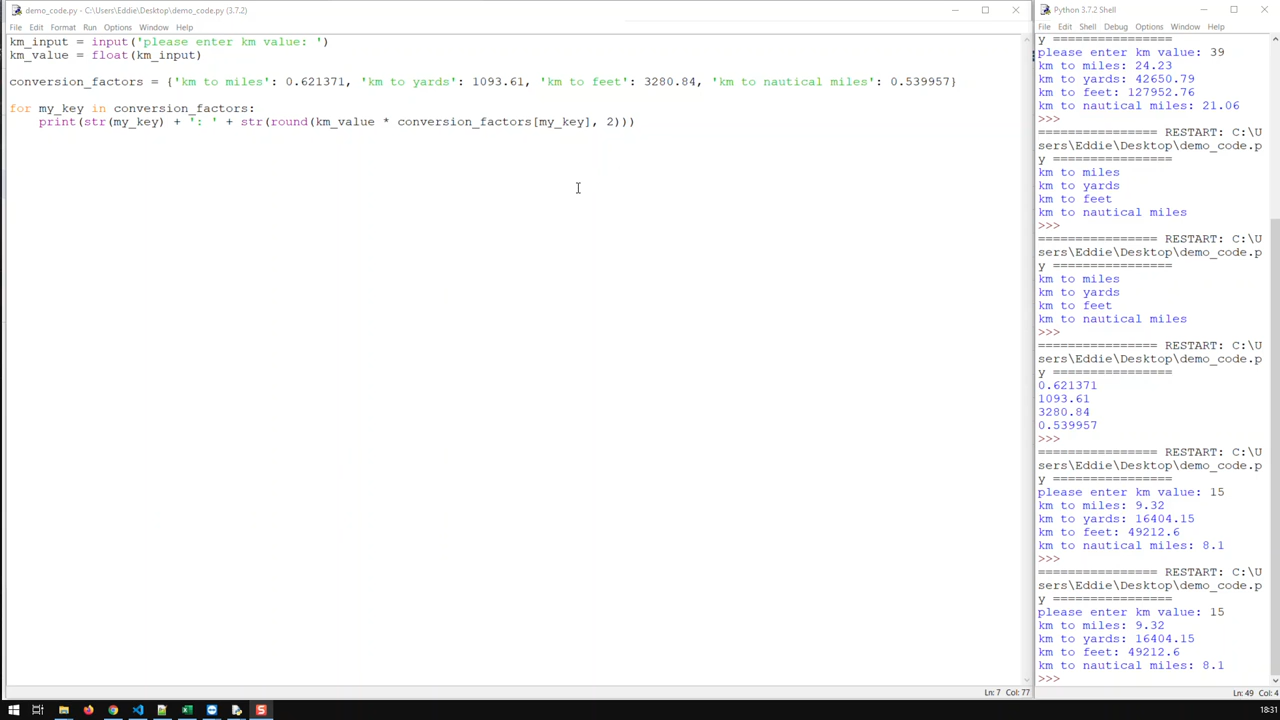 demo_code.py - C:\Users\Eddie\Desktop\demo_code.py (3.7.2)
File Edit Format Run Options Window Help
km_input = input('please enter km value: ')
km_value = float(km_input)
conversion_factors = {'km to miles': 0.621371, 'km to yards': 1093.61, 'km to feet': 3280.84, 'km to nautical miles': 0.539957}
for my_key in conversion_factors:
    print(str(my_key) + ': ' + str(round(km_value * conversion_factors[my_key], 2)))
Ln: 7 Col: 77
Python 3.7.2 Shell
File Edit Shell Debug Options Window Help
y ================
please enter km value: 39
km to miles: 24.23
km to yards: 42650.79
km to feet: 127952.76
km to nautical miles: 21.06
>>>
================ RESTART: C:\U
sers\Eddie\Desktop\demo_code.p
y ================
km to miles
km to yards
km to feet
km to nautical miles
>>>
================ RESTART: C:\U
sers\Eddie\Desktop\demo_code.p
y ================
km to miles
km to yards
km to feet
km to nautical miles
>>>
================ RESTART: C:\U
sers\Eddie\Desktop\demo_code.p
y ================
0.621371
1093.61
3280.84
0.539957
>>>
================ RESTART: C:\U
sers\Eddie\Desktop\demo_code.p
y ================
please enter km value: 15
km to miles: 9.32
km to yards: 16404.15
km to feet: 49212.6
km to nautical miles: 8.1
>>>
================ RESTART: C:\U
sers\Eddie\Desktop\demo_code.p
y ================
please enter km value: 15
km to miles: 9.32
km to yards: 16404.15
km to feet: 49212.6
km to nautical miles: 8.1
>>>
Ln: 49 Col: 4
18:31